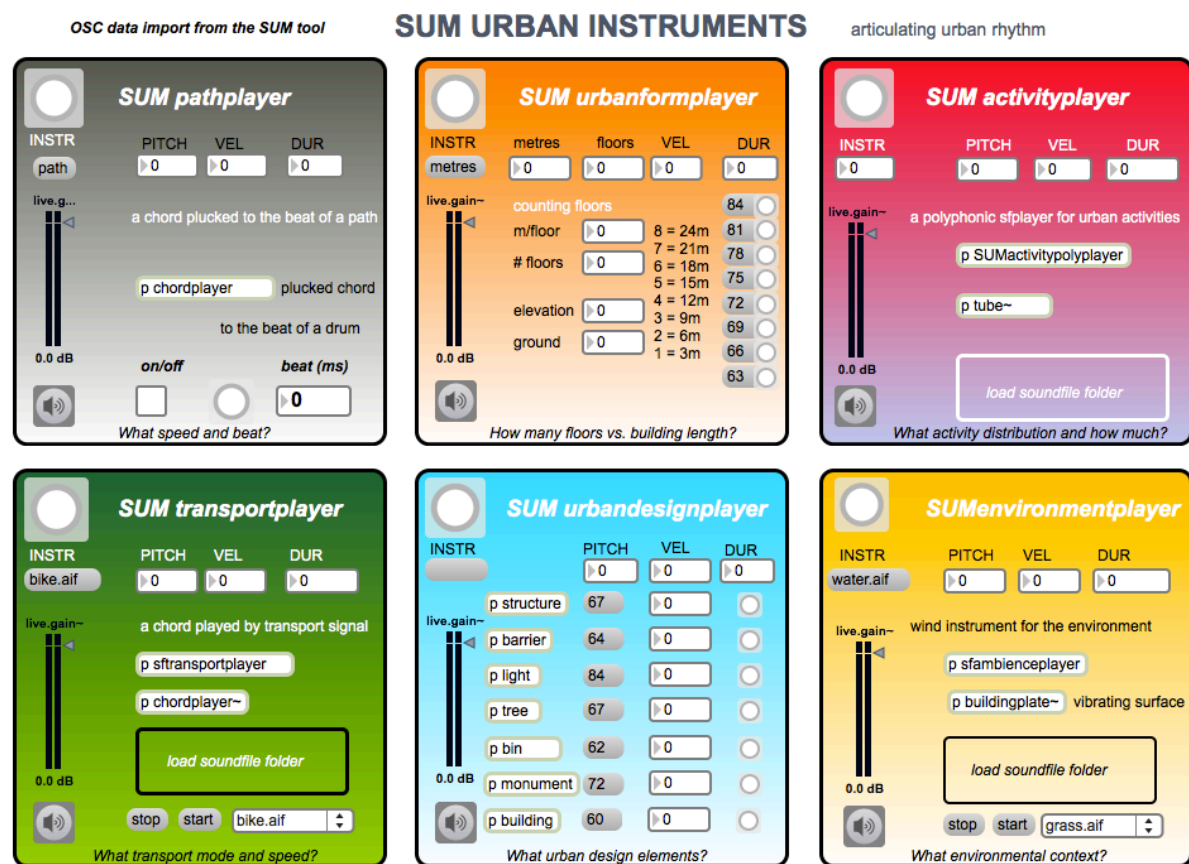 OSC data import from the SUM tool
SUM URBAN INSTRUMENTS
articulating urban rhythm
SUM pathplayer
INSTR
PITCH VEL DUR
path
0 0 0
live.g...
a chord plucked to the beat of a path
p chordplayer plucked chord
to the beat of a drum
0.0 dB
on/off beat (ms)
0
What speed and beat?
SUM urbanformplayer
INSTR metres floors VEL DUR
metres 0 0 0 0
live.gain~
counting floors 84
m/floor 0 8 = 24m 81
7 = 21m 78
# floors 0 6 = 18m
5 = 15m 75
4 = 12m 72
elevation 0 3 = 9m 69
ground 0 2 = 6m 66
1 = 3m
0.0 dB
63
How many floors vs. building length?
SUM activityplayer
INSTR PITCH VEL DUR
0 0 0 0
live.gain~
a polyphonic sfplayer for urban activities
p SUMactivitypolyplayer
p tube~
0.0 dB
load soundfile folder
What activity distribution and how much?
SUM transportplayer
INSTR PITCH VEL DUR
bike.aif 0 0 0
live.gain~
a chord played by transport signal
p sftransportplayer
p chordplayer~
load soundfile folder
0.0 dB
stop start bike.aif
What transport mode and speed?
SUM urbandesignplayer
INSTR PITCH VEL DUR
0 0 0
p structure 67 0
live.gain~
p barrier 64 0
p light 84 0
p tree 67 0
p bin 62 0
0.0 dB
p monument 72 0
p building 60 0
What urban design elements?
SUMenvironmentplayer
INSTR PITCH VEL DUR
water.aif 0 0 0
live.gain~
wind instrument for the environment
p sfambienceplayer
p buildingplate~ vibrating surface
load soundfile folder
0.0 dB
stop start grass.aif
What environmental context?